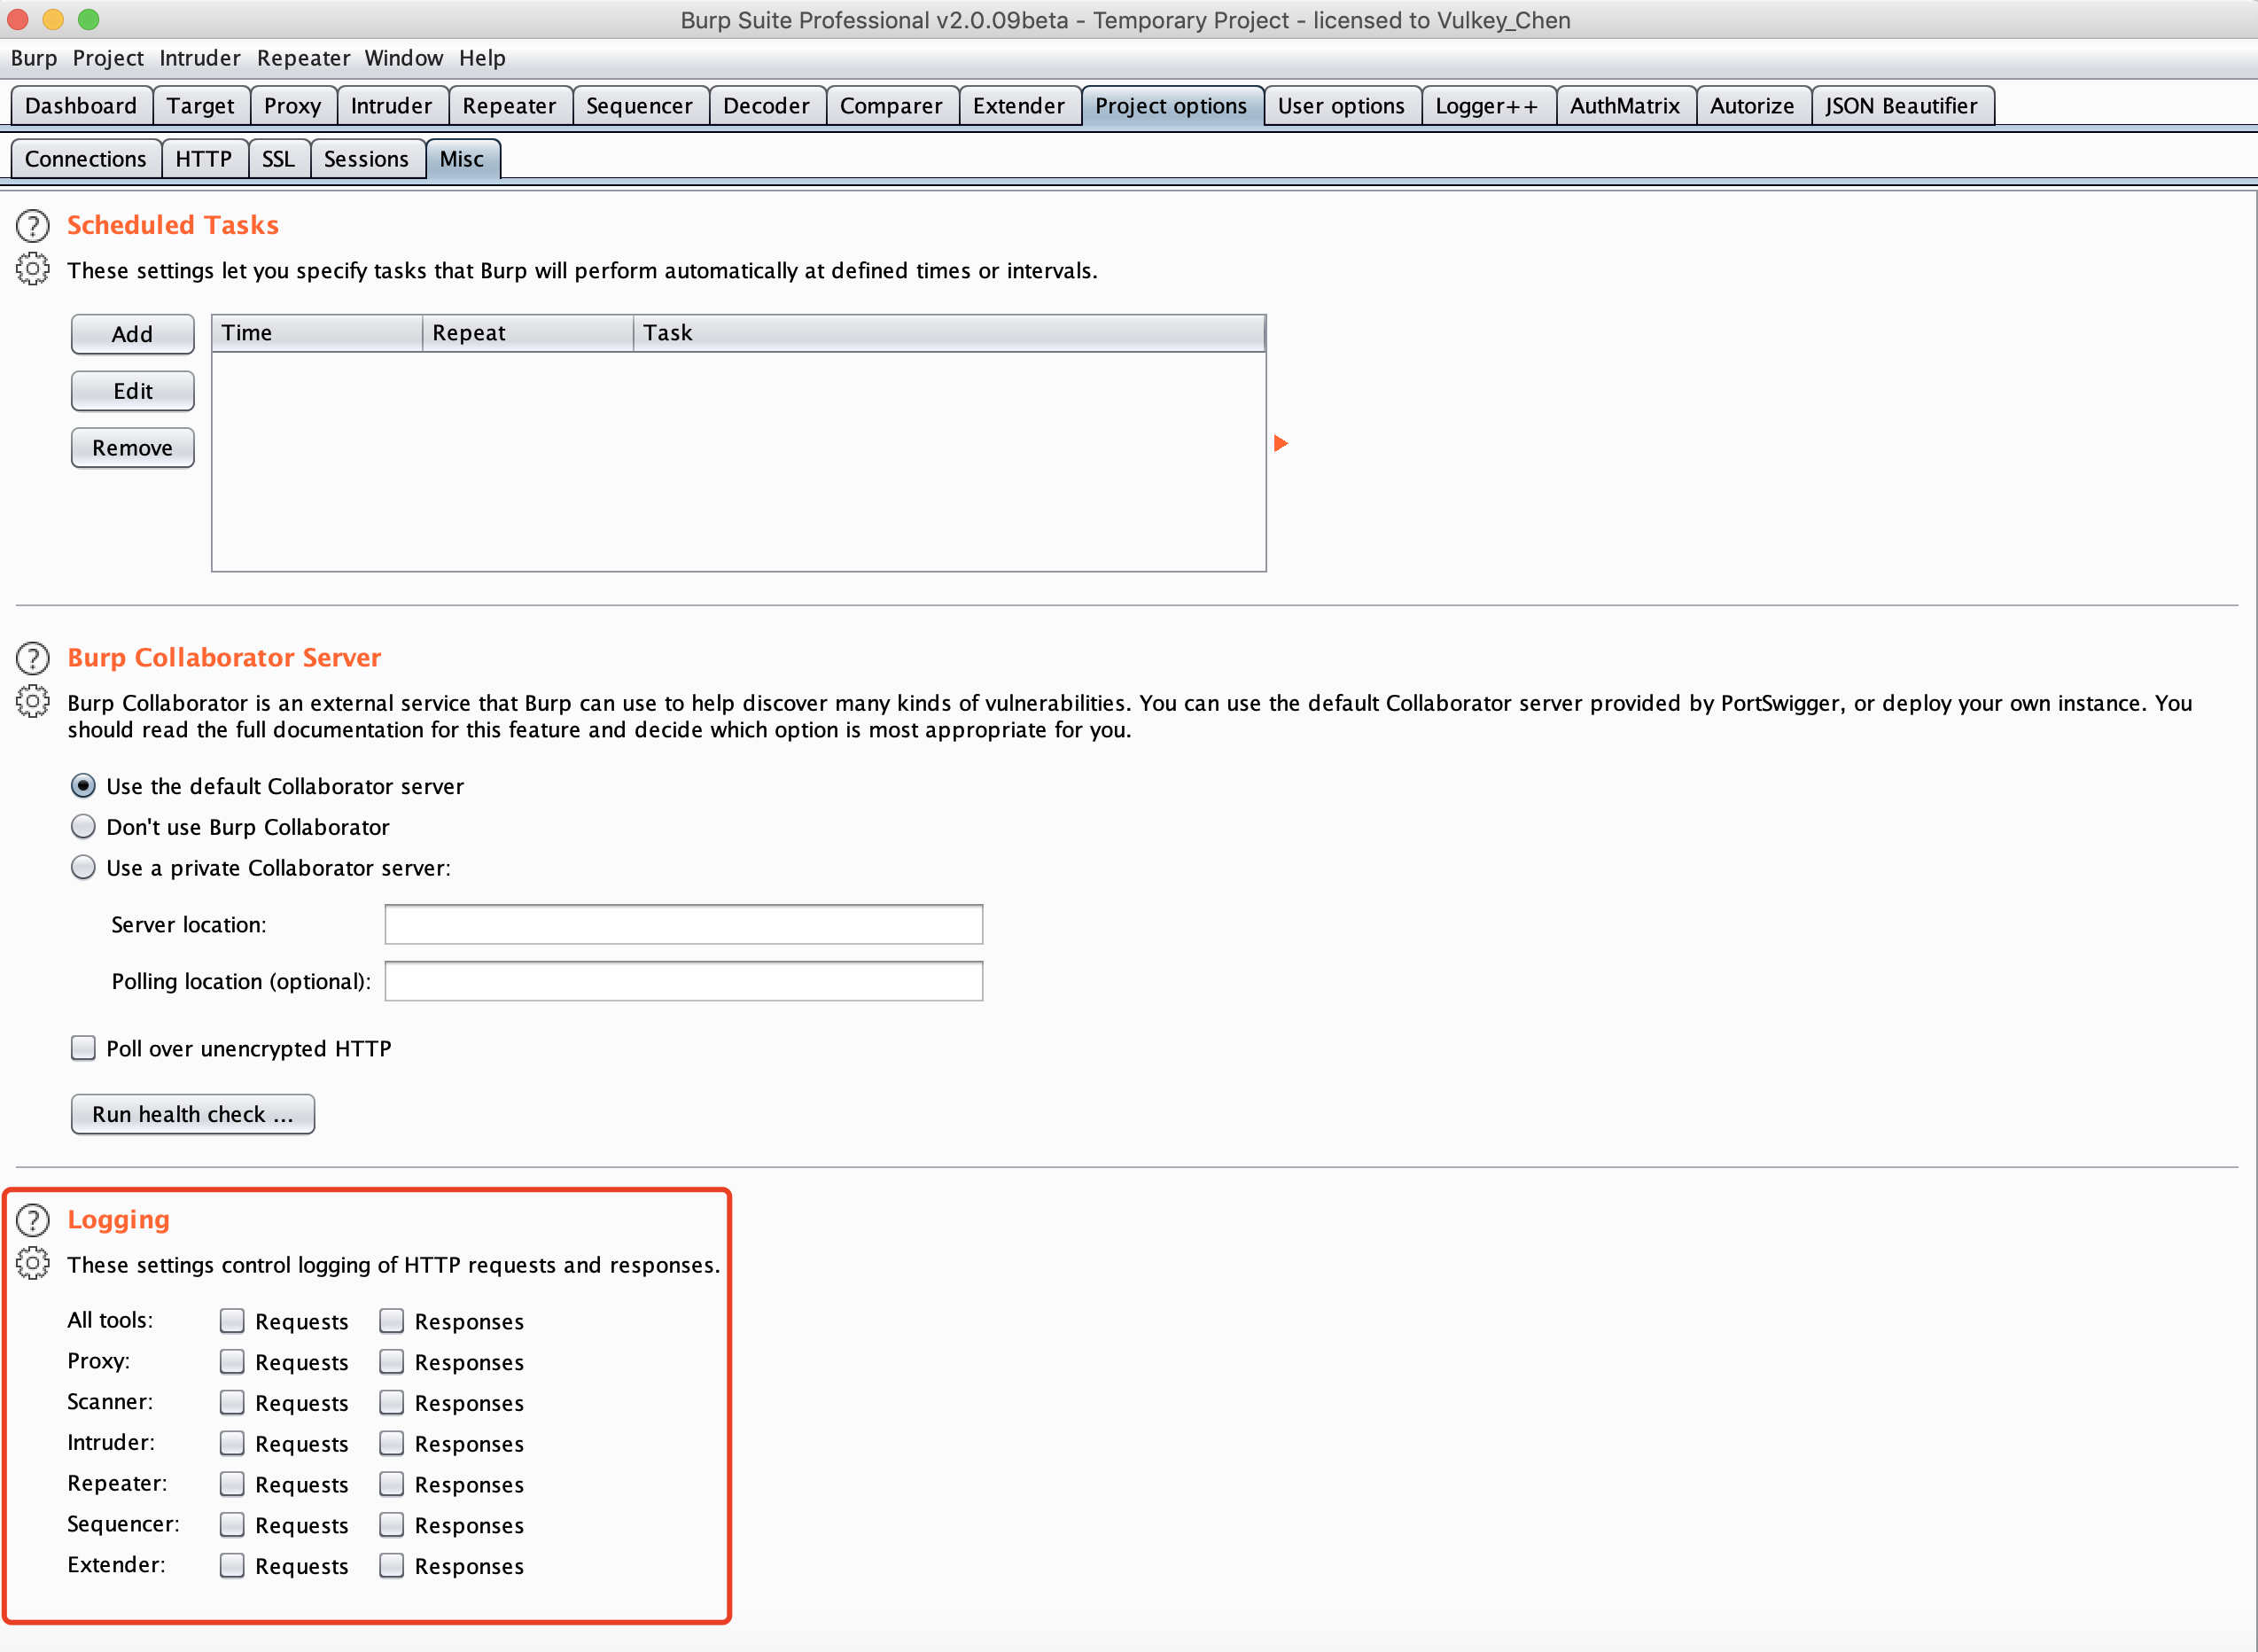 Burp Suite Professional v2.0.09beta - Temporary Project - licensed to Vulkey_Chen
Burp Project Intruder Repeater Window Help
Dashboard Target Proxy Intruder Repeater Sequencer Decoder Comparer Extender Project options User options Logger++ AuthMatrix Autorize JSON Beautifier
Connections HTTP SSL Sessions Misc
? Scheduled Tasks
These settings let you specify tasks that Burp will perform automatically at defined times or intervals.
Add Time Repeat Task
Edit
Remove
? Burp Collaborator Server
Burp Collaborator is an external service that Burp can use to help discover many kinds of vulnerabilities. You can use the default Collaborator server provided by PortSwigger, or deploy your own instance. You
should read the full documentation for this feature and decide which option is most appropriate for you.
Use the default Collaborator server
Don't use Burp Collaborator
Use a private Collaborator server:
Server location:
Polling location (optional):
Poll over unencrypted HTTP
Run health check ...
? Logging
These settings control logging of HTTP requests and responses.
All tools: Requests Responses
Proxy: Requests Responses
Scanner: Requests Responses
Intruder: Requests Responses
Repeater: Requests Responses
Sequencer: Requests Responses
Extender: Requests Responses